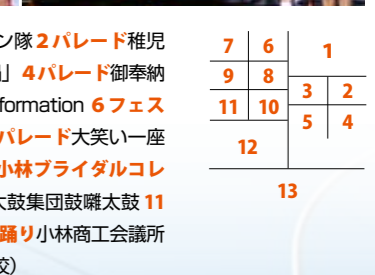 ン隊2パレード稚児
」4パレード御奉納
formation 6フェス
パレード大笑い一座
小林ブライダルコレ
太鼓集団鼓囃太鼓 11
踊り小林商工会議所
校）
7 6 1
9 8
3 2
11 10
5 4
12
13